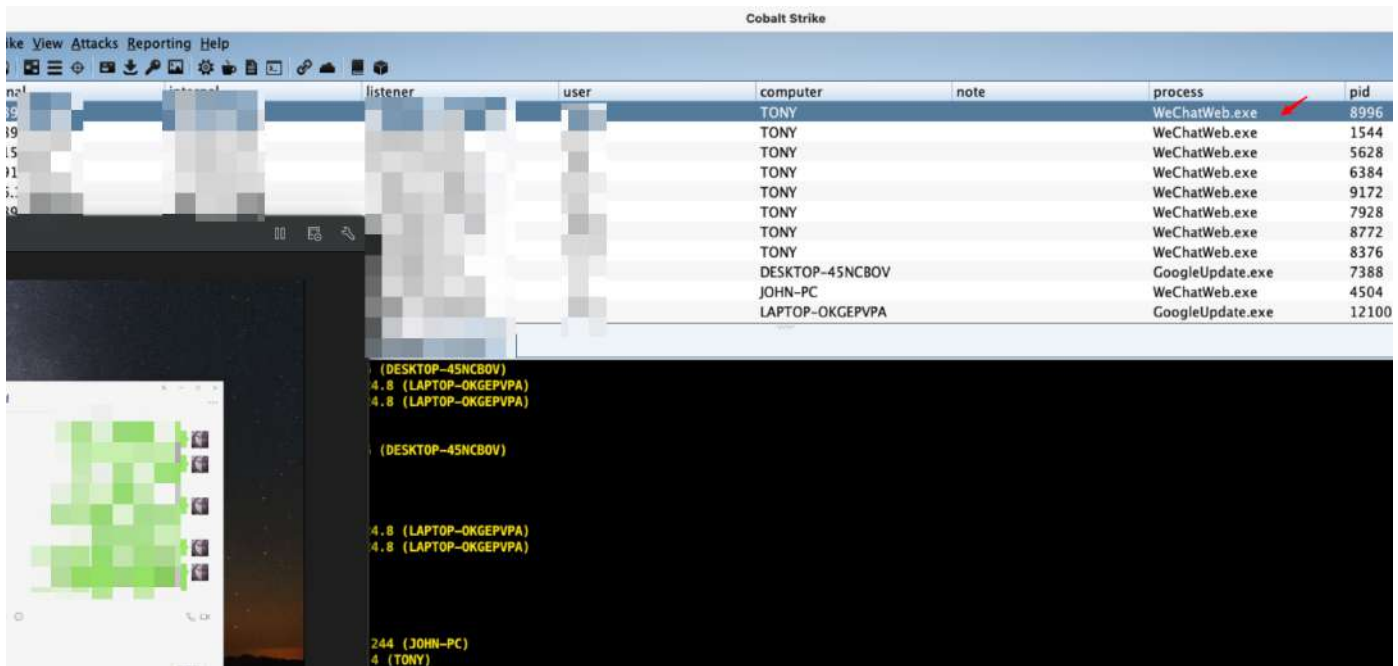 Cobalt Strike
ike View Attacks Reporting Help
listener user computer note process pid
TONY WeChatWeb.exe 8996
TONY WeChatWeb.exe 1544
TONY WeChatWeb.exe 5628
TONY WeChatWeb.exe 6384
TONY WeChatWeb.exe 9172
TONY WeChatWeb.exe 7928
TONY WeChatWeb.exe 8772
TONY WeChatWeb.exe 8376
DESKTOP-45NCBOV GoogleUpdate.exe 7388
JOHN-PC WeChatWeb.exe 4504
LAPTOP-OKGEPVPA GoogleUpdate.exe 12100
(DESKTOP-45NCBOV)
4.8 (LAPTOP-OKGEPVPA)
4.8 (LAPTOP-OKGEPVPA)
(DESKTOP-45NCBOV)
4.8 (LAPTOP-OKGEPVPA)
4.8 (LAPTOP-OKGEPVPA)
244 (JOHN-PC)
4 (TONY)